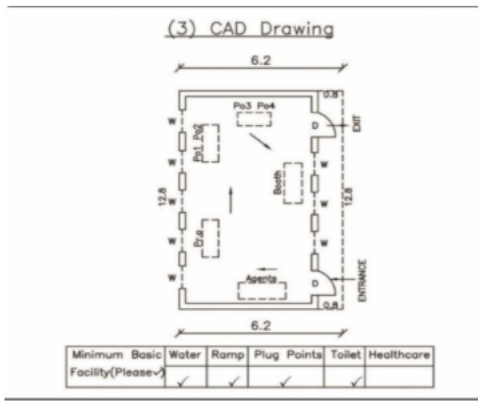 (3) CAD Drawing
6.2
0.8
Po3 Po4
D
EXIT
W
Po1 Po2
W
W
Booth
W
12.8
W
W
12.8
Pr.o
W
W
W
Agents
D
ENTRANCE
0.8
6.2
Minimum Basic Facility(Please✓) Water Ramp Plug Points Toilet Healthcare
✓ ✓ ✓ ✓